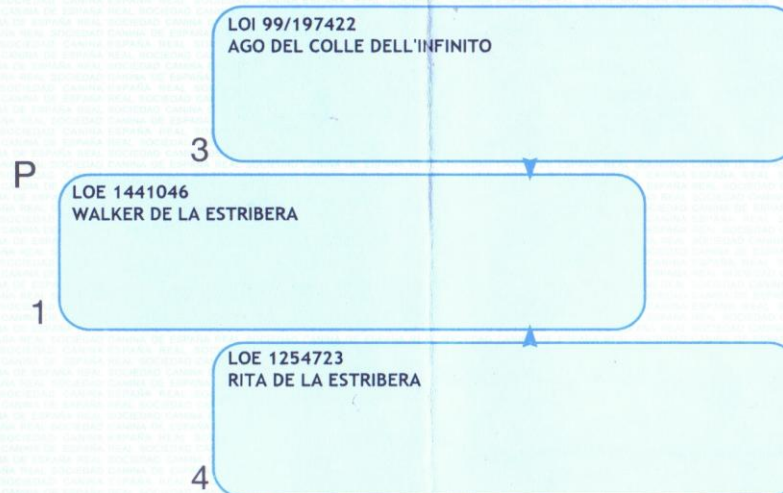 LOI 99/197422
AGO DEL COLLE DELL'INFINITO
3
P
LOE 1441046
WALKER DE LA ESTRIBERA
1
LOE 1254723
RITA DE LA ESTRIBERA
4